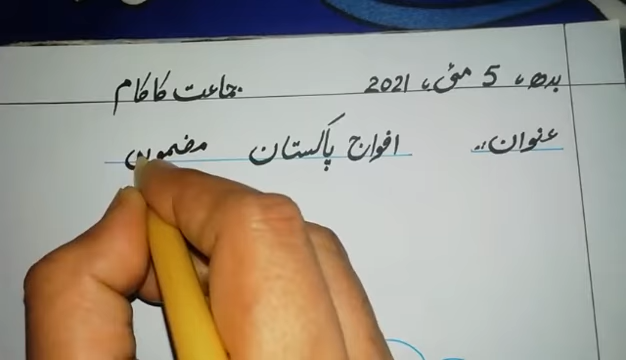 بدھ، 5 مئی، 2021 جماعت کا کام
عنوان:۔ افواج پاکستان مضمون